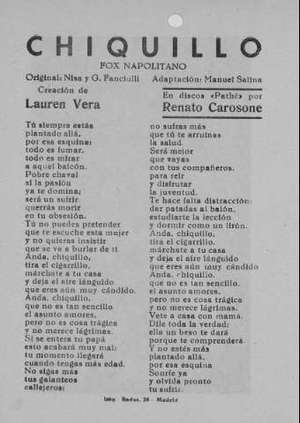 CHIQUILLO
FOX NAPOLITANO
Original: Nisa y G. Fanciulli
Adaptación: Manuel Salina
Creación de
Lauren Vera
En discos «Pathé» por
Renato Carosone
Tú siempre estás
plantado allá,
por esa esquina:
todo es fumar,
todo es mirar
a aquel balcón.
Pobre chaval
si la pasión
ya te domina;
será un sufrir
querrás morir
en tu obsesión.
Tú no puedes pretender
que te escuche esta mujer
y no quieras insistir
que se va a burlar de ti
Anda, chiquillo,
tira el cigarrillo,
márchate a tu casa
y deja el aire lánguido
que eres aún muy cándido.
Anda, chiquillo,
que no es tan sencillo
el asunto amores,
pero no es cosa trágica
y no merece lágrimas.
Si se entera tu papá
esto acabará muy mal:
tu momento llegará
cuando tengas más edad.
No sigas más
tus galanteos
callejeros;
no sufras más
que tú te arruinas
la salud.
Será mejor
que vayas
con tus compañeros.
para reír
y disfrutar
la juventud.
Te hace falta distracción:
dar patadas al balón,
estudiarte la lección
y dormir como un lirón.
Anda, chiquillo,
tira el cigarrillo,
márchate a tu casa
y deja el aire lánguido
que eres aún muy cándido
Anda, chiquillo,
que no es tan sencillo
el asunto amores,
pero no es cosa trágica
y no merece lágrimas.
Vete a casa con mamá.
Dile toda la verdad:
ella un beso te dará
porque te comprenderá
Y no estés más
plantado allá,
por esa esquina
Sonríe ya
y olvida pronto
tu sufrir.
Imp. Rodas, 26 - Madrid